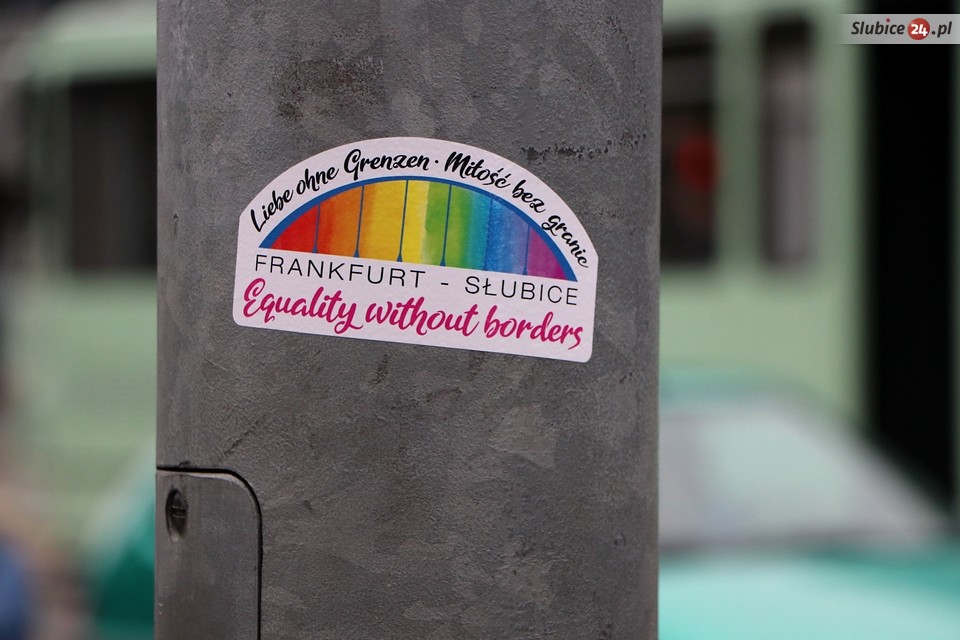 Slubice24.pl
Liebe ohne Grenzen · Miłość bez granic
FRANKFURT - SŁUBICE
Equality without borders